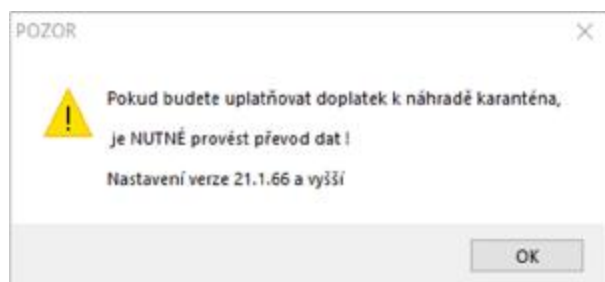 POZOR
Pokud budete uplatňovat doplatek k náhradě karanténa,
je NUTNÉ provést převod dat !
Nastavení verze 21.1.66 a vyšší
OK